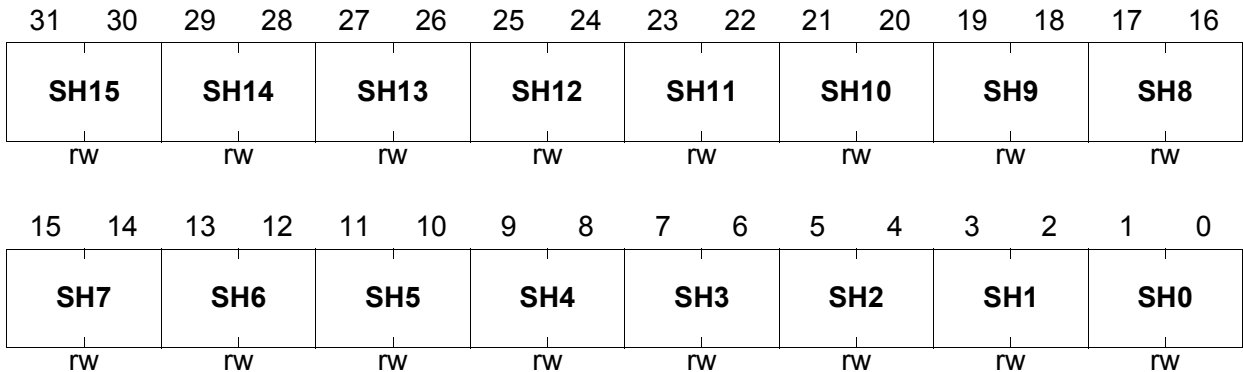 31 30 29 28 27 26 25 24 23 22 21 20 19 18 17 16
SH15 SH14 SH13 SH12 SH11 SH10 SH9 SH8
rw rw rw rw rw rw rw rw
15 14 13 12 11 10 9 8 7 6 5 4 3 2 1 0
SH7 SH6 SH5 SH4 SH3 SH2 SH1 SH0
rw rw rw rw rw rw rw rw